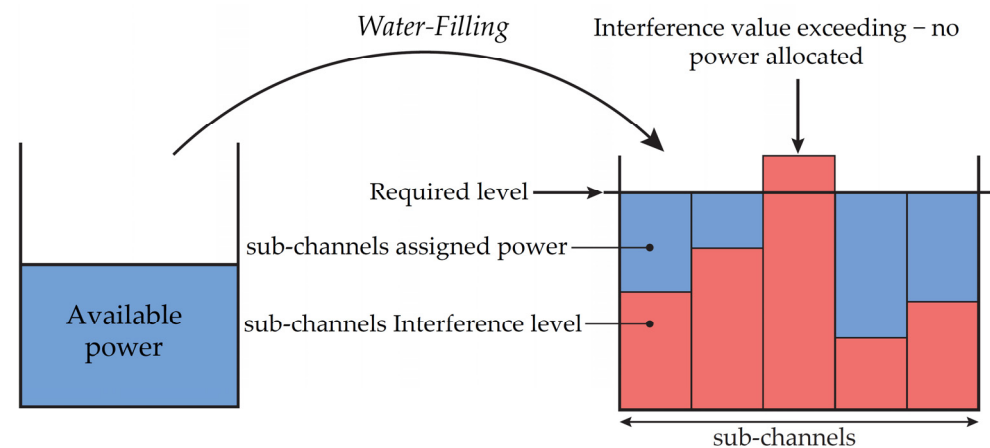 Water-Filling
Interference value exceeding – no
power allocated
Required level
sub-channels assigned power
Available
power
sub-channels Interference level
sub-channels